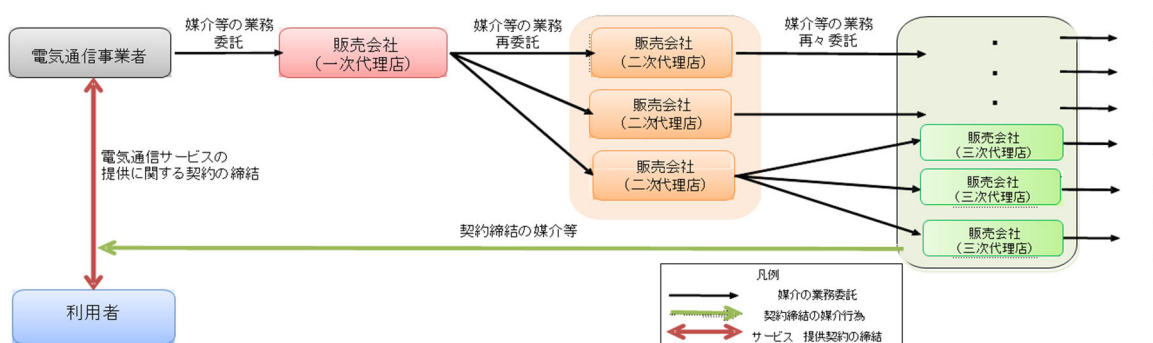 媒介等の業務
委託
媒介等の業務
再委託
媒介等の業務
再々委託
電気通信事業者
販売会社
（一次代理店）
販売会社
（二次代理店）
販売会社
（二次代理店）
販売会社
（二次代理店）
販売会社
（三次代理店）
販売会社
（三次代理店）
販売会社
（三次代理店）
電気通信サービスの
提供に関する契約の締結
契約締結の媒介等
利用者
凡例
媒介の業務委託
契約締結の媒介行為
サービス　提供契約の締結